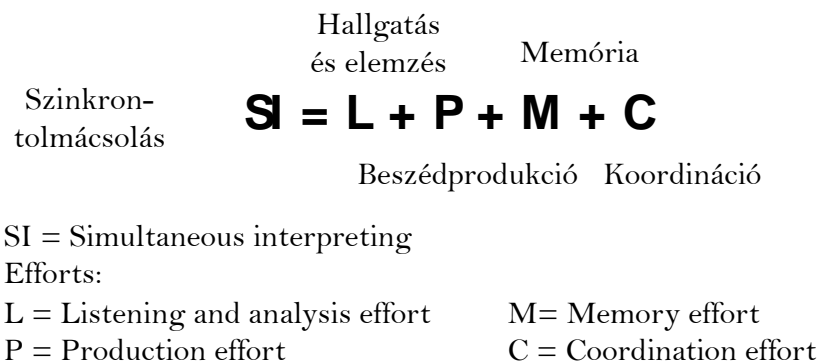 Hallgatás
és elemzés
Memória
Szinkron-
tolmácsolás
SI = L + P + M + C
Beszédprodukció Koordináció
SI = Simultaneous interpreting
Efforts:
L = Listening and analysis effort M= Memory effort
P = Production effort C = Coordination effort